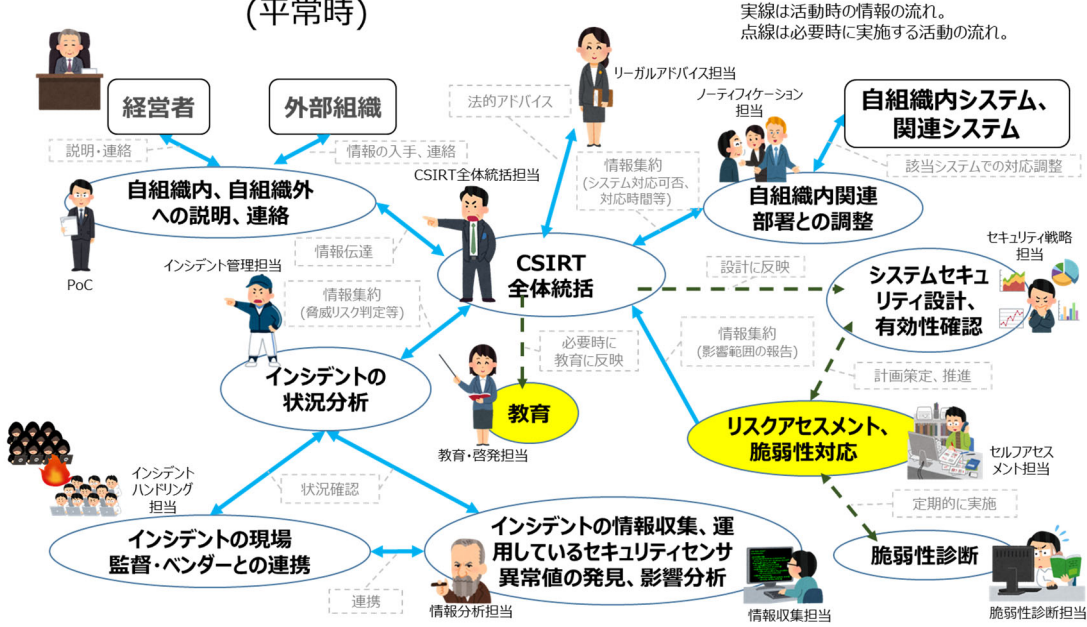 (平常時)
実線は活動時の情報の流れ。
点線は必要時に実施する活動の流れ。
リーガルアドバイス担当
経営者
外部組織
法的アドバイス
ノーティフィケーション
担当
自組織内システム、
関連システム
説明・連絡
情報の入手、連絡
CSIRT全体統括担当
情報集約
(システム対応可否、
対応時間等)
該当システムでの対応調整
自組織内、自組織外
への説明、連絡
自組織内関連
部署との調整
PoC
情報伝達
インシデント管理担当
CSIRT
全体統括
設計に反映
セキュリティ戦略
担当
システムセキュ
リティ設計、
有効性確認
情報集約
(脅威リスク判定等)
必要時に
教育に反映
情報集約
(影響範囲の報告)
計画策定、推進
インシデントの
状況分析
教育
教育・啓発担当
リスクアセスメント、
脆弱性対応
セルフアセス
メント担当
インシデント
ハンドリング
担当
状況確認
定期的に実施
インシデントの現場
監督・ベンダーとの連携
インシデントの情報収集、運
用しているセキュリティセンサ
異常値の発見、影響分析
脆弱性診断
連携
情報分析担当
情報収集担当
脆弱性診断担当